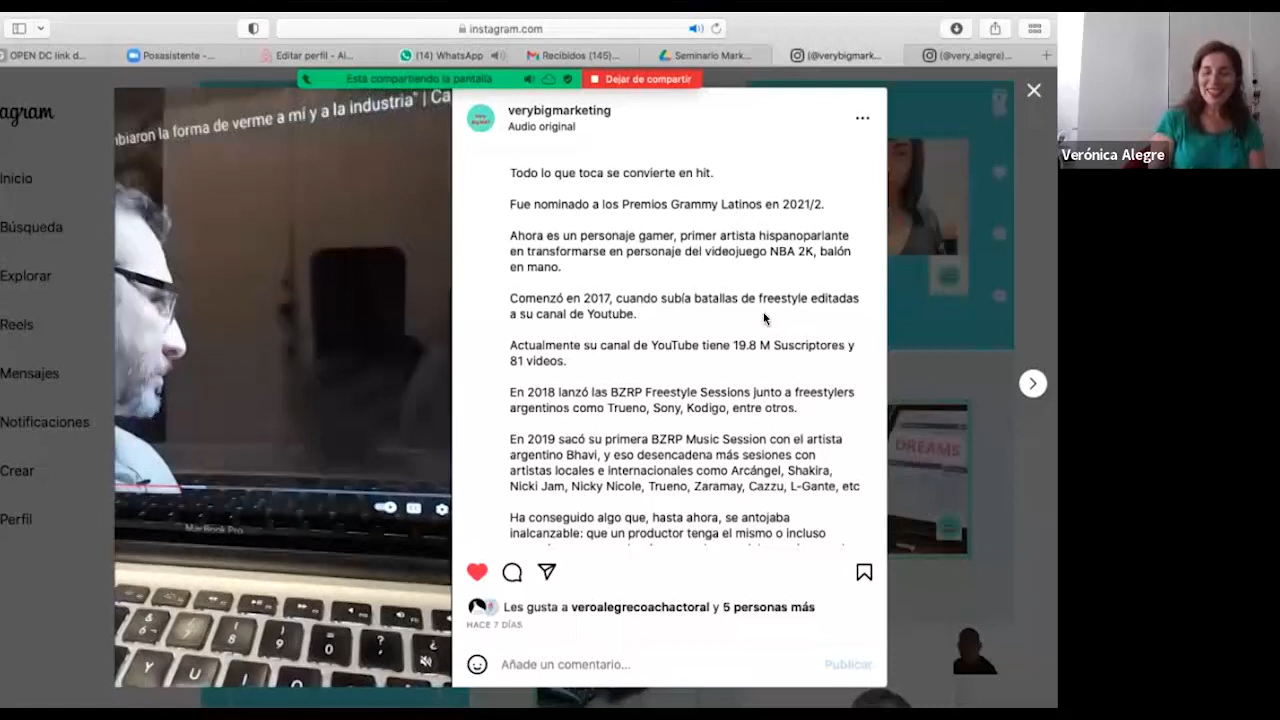 instagram.com
OPEN DC link d...
Posasistente -...
Editar perfil - Ai...
(14) WhatsApp
Recibidos (145)...
Seminario Mark...
(@verybigmark...
(@very_alegre)...
Está compartiendo la pantalla
Dejar de compartir
Verónica Alegre
agram
Inicio
Búsqueda
Explorar
Reels
Mensajes
Notificaciones
Crear
Perfil
biaron la forma de verme a mí y a la industria" | Ca
MacBook Pro
verybigmarketing
Audio original
Todo lo que toca se convierte en hit.
Fue nominado a los Premios Grammy Latinos en 2021/2.
Ahora es un personaje gamer, primer artista hispanoparlante
en transformarse en personaje del videojuego NBA 2K, balón
en mano.
Comenzó en 2017, cuando subía batallas de freestyle editadas
a su canal de Youtube.
Actualmente su canal de YouTube tiene 19.8 M Suscriptores y
81 videos.
En 2018 lanzó las BZRP Freestyle Sessions junto a freestylers
argentinos como Trueno, Sony, Kodigo, entre otros.
En 2019 sacó su primera BZRP Music Session con el artista
argentino Bhavi, y eso desencadena más sesiones con
artistas locales e internacionales como Arcángel, Shakira,
Nicki Jam, Nicky Nicole, Trueno, Zaramay, Cazzu, L-Gante, etc
Ha conseguido algo que, hasta ahora, se antojaba
inalcanzable: que un productor tenga el mismo o incluso
Les gusta a veroalegrecoachactoral y 5 personas más
HACE 7 DÍAS
Añade un comentario...
Publicar
DREAMS